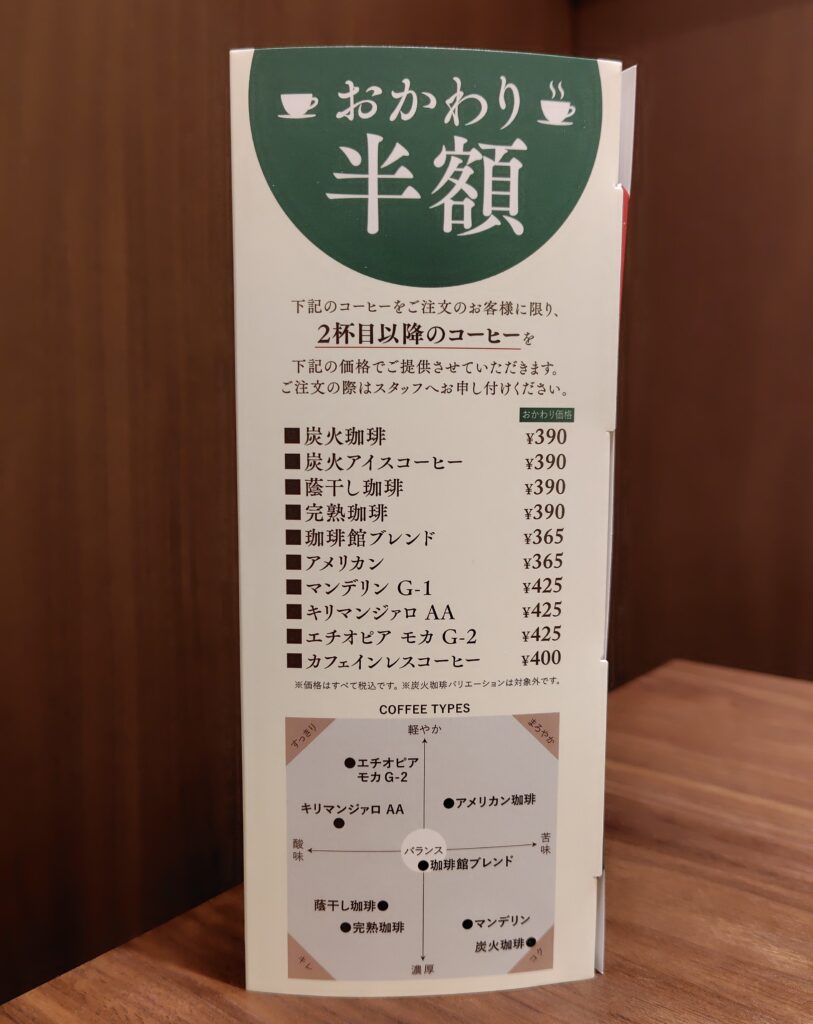 おかわり
半額
下記のコーヒーをご注文のお客様に限り、
2杯目以降のコーヒーを
下記の価格でご提供させていただきます。
ご注文の際はスタッフへお申し付けください。
おかわり価格
■炭火珈琲 ¥390
■炭火アイスコーヒー ¥390
■蔭干し珈琲 ¥390
■完熟珈琲 ¥390
■珈琲館ブレンド ¥365
■アメリカン ¥365
■マンデリン G-1 ¥425
■キリマンジァロ AA ¥425
■エチオピア モカ G-2 ¥425
■カフェインレスコーヒー ¥400
※価格はすべて税込です。※炭火珈琲バリエーションは対象外です。
COFFEE TYPES
すっきり
軽やか
まろやか
エチオピア
モカ G-2
キリマンジァロ AA
アメリカン珈琲
酸味
バランス
苦味
珈琲館ブレンド
蔭干し珈琲
完熟珈琲
マンデリン
炭火珈琲
キレ
濃厚
コク